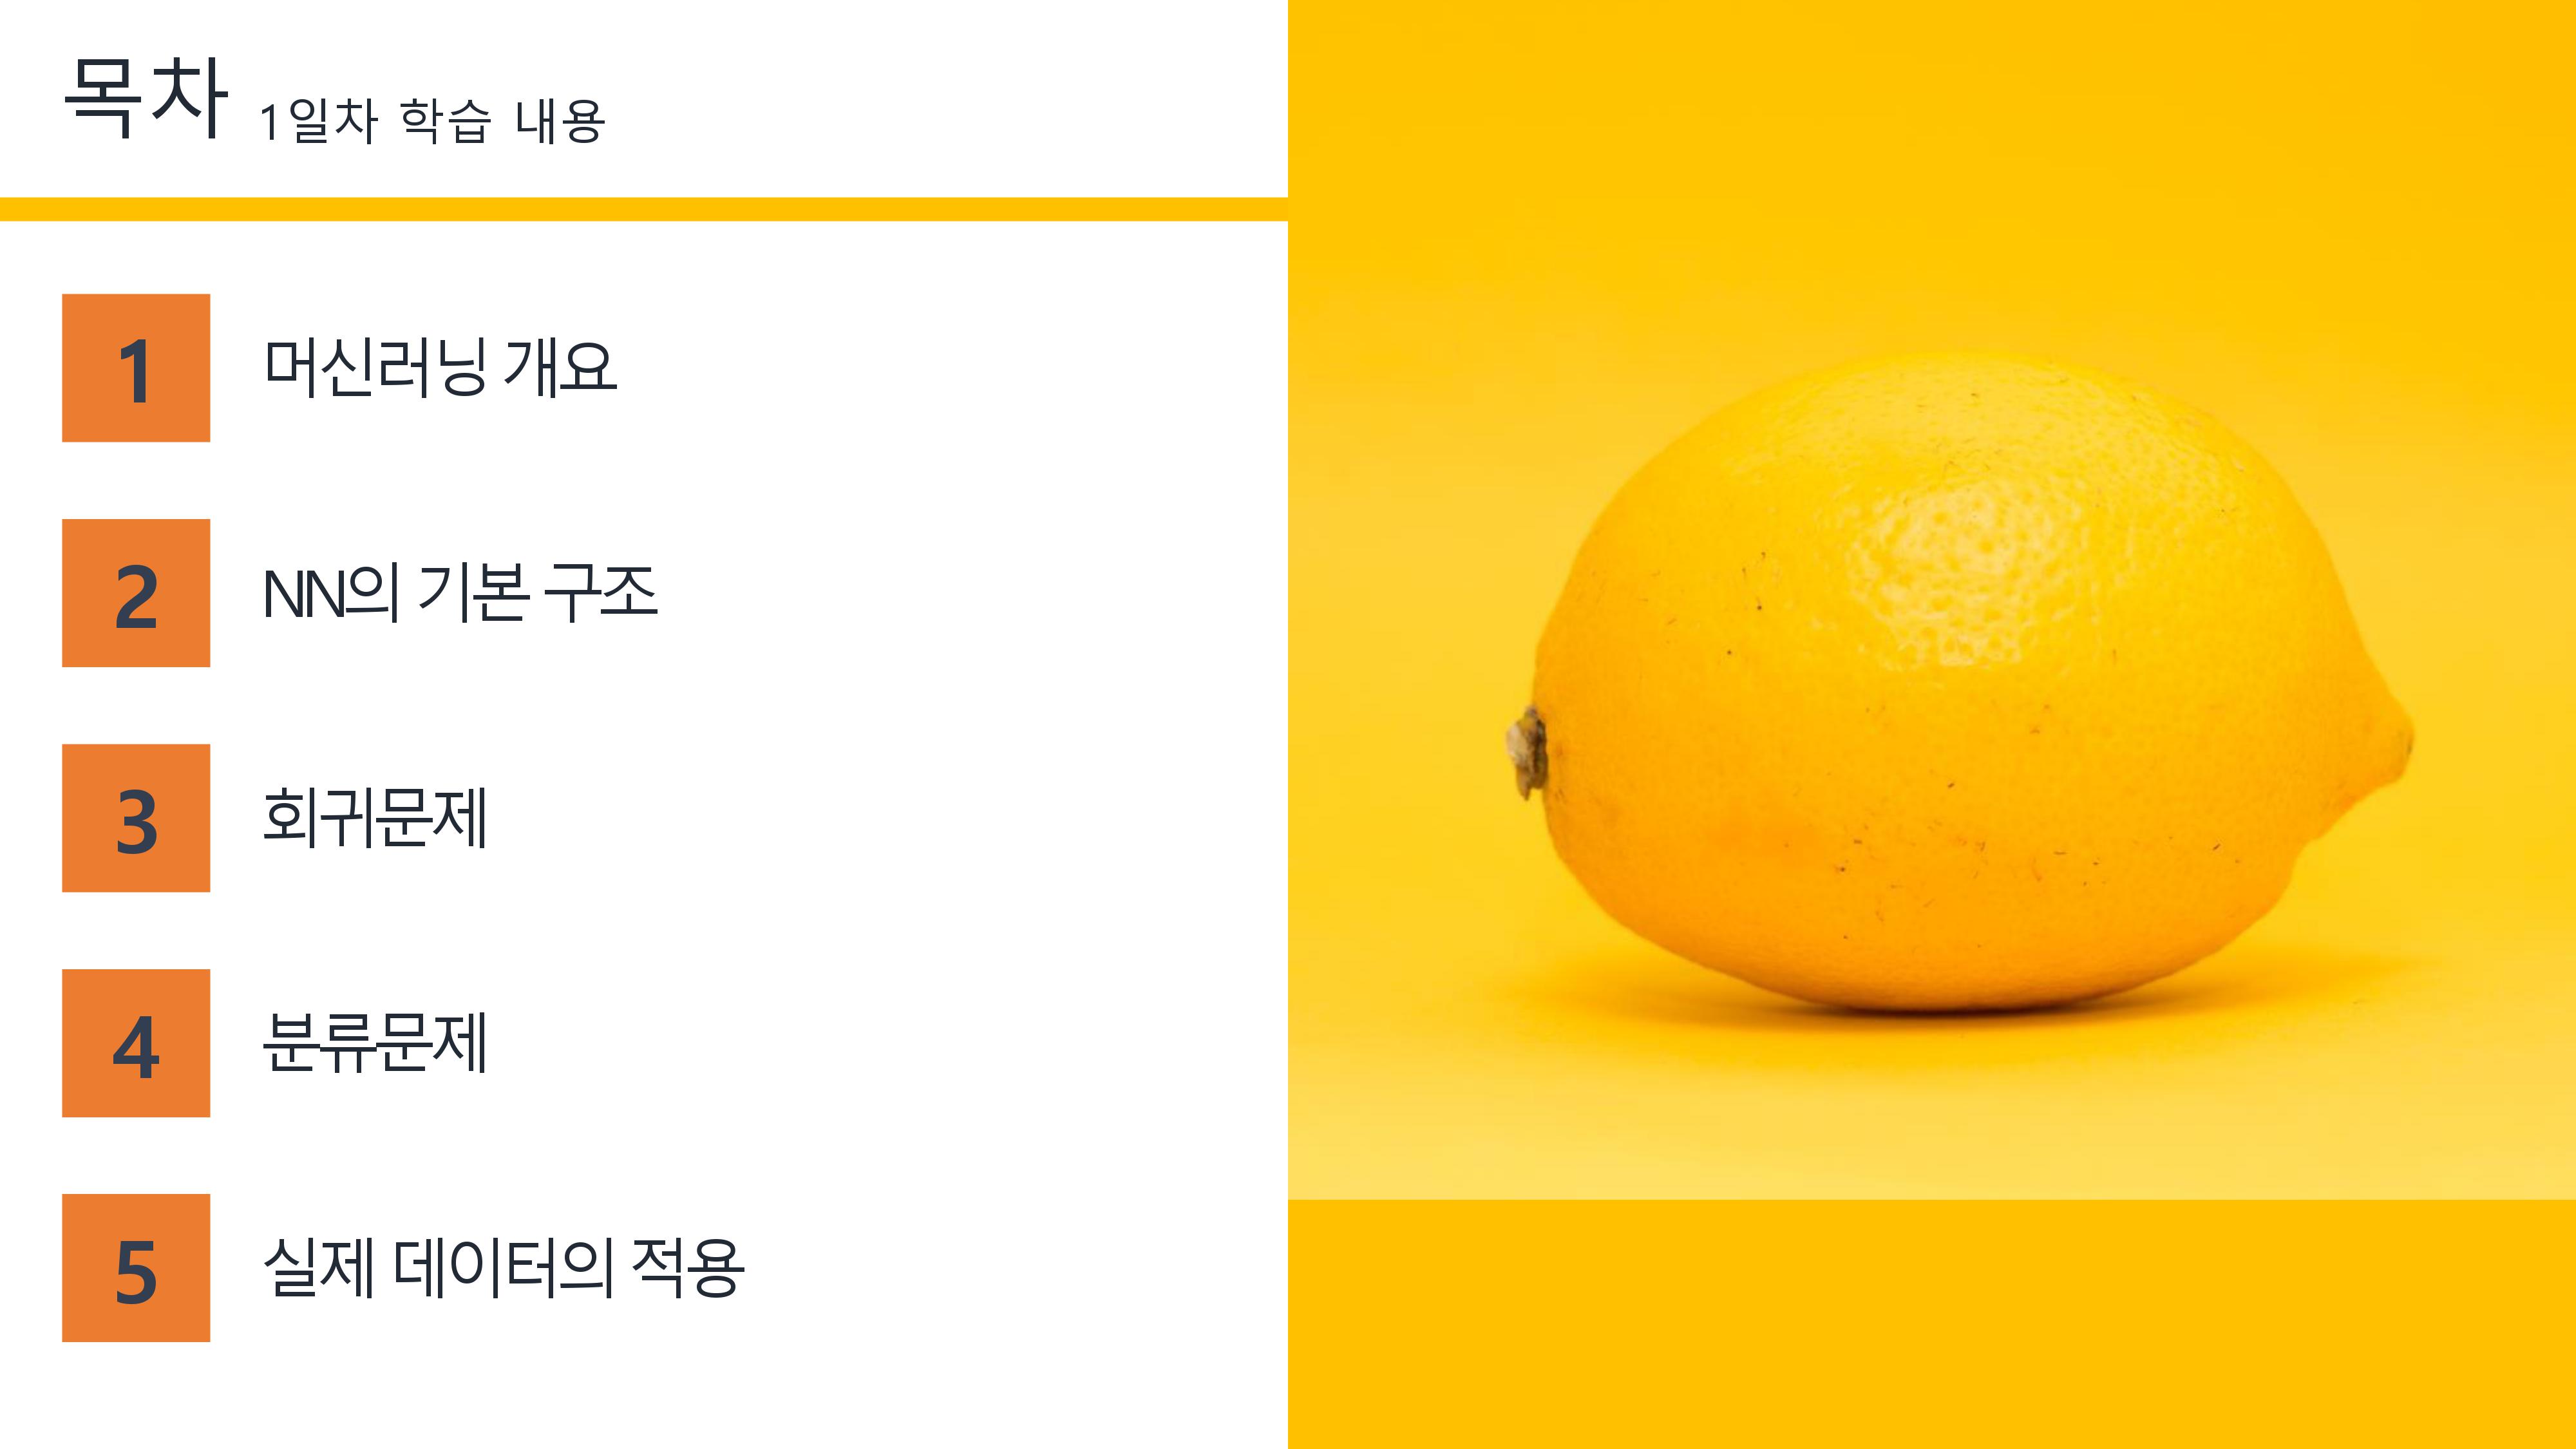 목차 1일차 학습 내용
1 머신러닝 개요
2 NN의 기본 구조
3 회귀문제
4 분류문제
5 실제 데이터의 적용